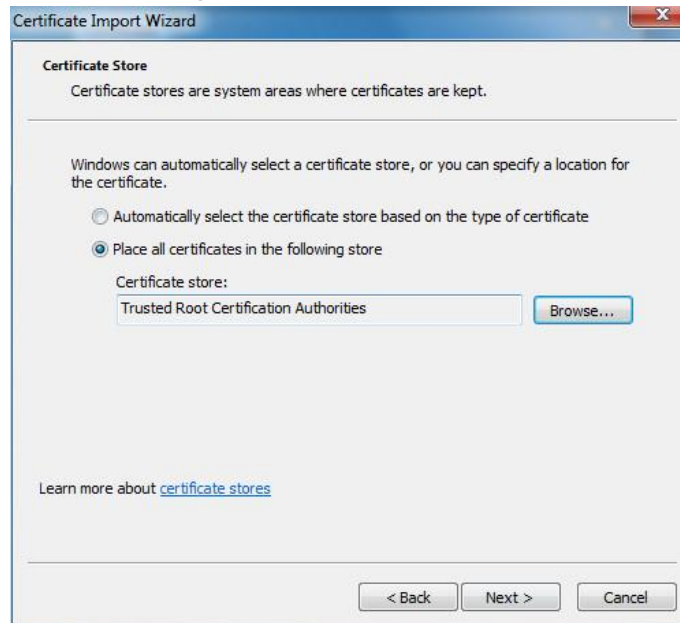 Certificate Import Wizard
Certificate Store
Certificate stores are system areas where certificates are kept.
Windows can automatically select a certificate store, or you can specify a location for
the certificate.
Automatically select the certificate store based on the type of certificate
Place all certificates in the following store
Certificate store:
Trusted Root Certification Authorities
Browse...
Learn more about certificate stores
< Back
Next >
Cancel